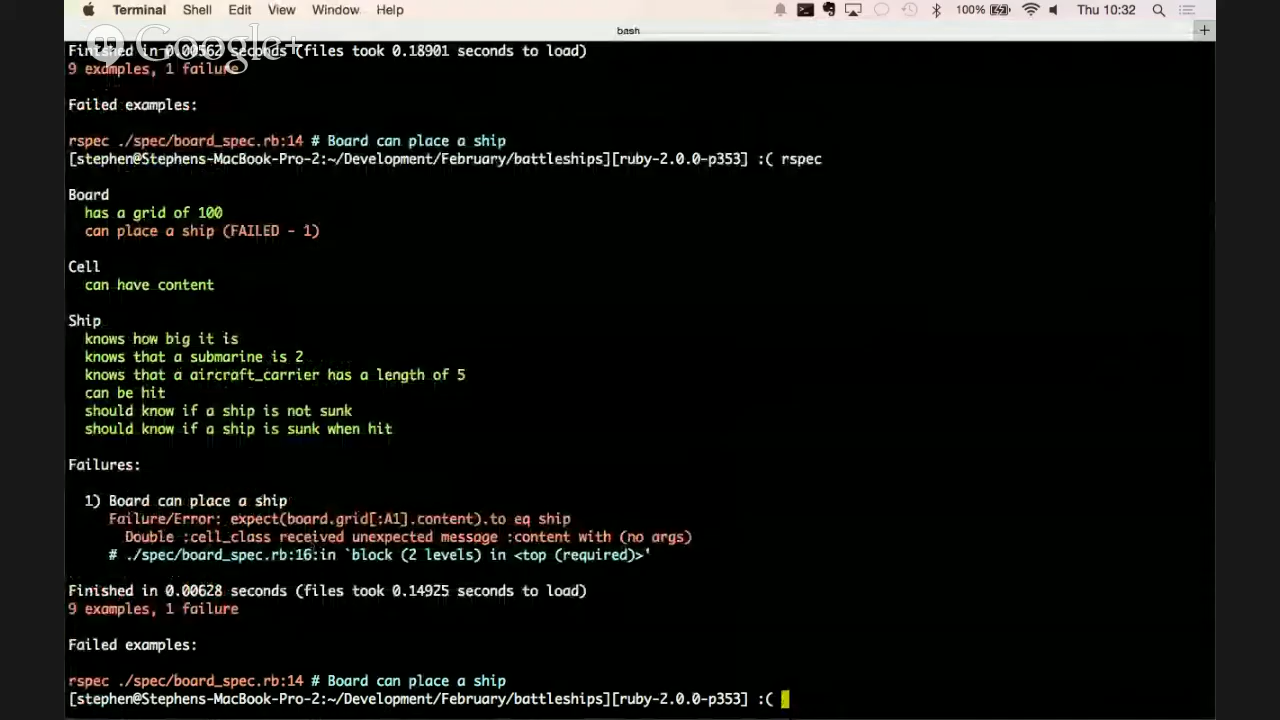 Terminal Shell Edit View Window Help 100% Thu 10:32
bash
Google+
Finished in 0.00562 seconds (files took 0.18901 seconds to load)
9 examples, 1 failure
Failed examples:
rspec ./spec/board_spec.rb:14 # Board can place a ship
[stephen@Stephens-MacBook-Pro-2:~/Development/February/battleships][ruby-2.0.0-p353] :( rspec
Board
has a grid of 100
can place a ship (FAILED - 1)
Cell
can have content
Ship
knows how big it is
knows that a submarine is 2
knows that a aircraft_carrier has a length of 5
can be hit
should know if a ship is not sunk
should know if a ship is sunk when hit
Failures:
1) Board can place a ship
Failure/Error: expect(board.grid[:A1].content).to eq ship
Double :cell_class received unexpected message :content with (no args)
# ./spec/board_spec.rb:16:in `block (2 levels) in <top (required)>'
Finished in 0.00628 seconds (files took 0.14925 seconds to load)
9 examples, 1 failure
Failed examples:
rspec ./spec/board_spec.rb:14 # Board can place a ship
[stephen@Stephens-MacBook-Pro-2:~/Development/February/battleships][ruby-2.0.0-p353] :(